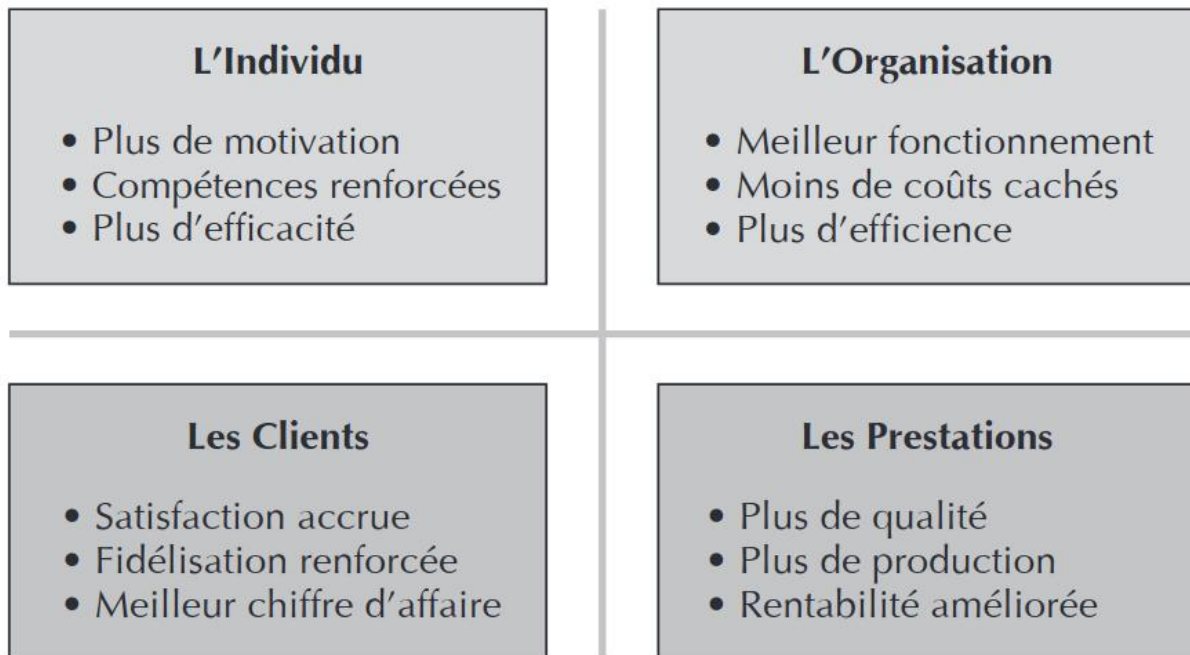 L'Individu
• Plus de motivation
• Compétences renforcées
• Plus d'efficacité
L'Organisation
• Meilleur fonctionnement
• Moins de coûts cachés
• Plus d'efficience
Les Clients
• Satisfaction accrue
• Fidélisation renforcée
• Meilleur chiffre d'affaire
Les Prestations
• Plus de qualité
• Plus de production
• Rentabilité améliorée